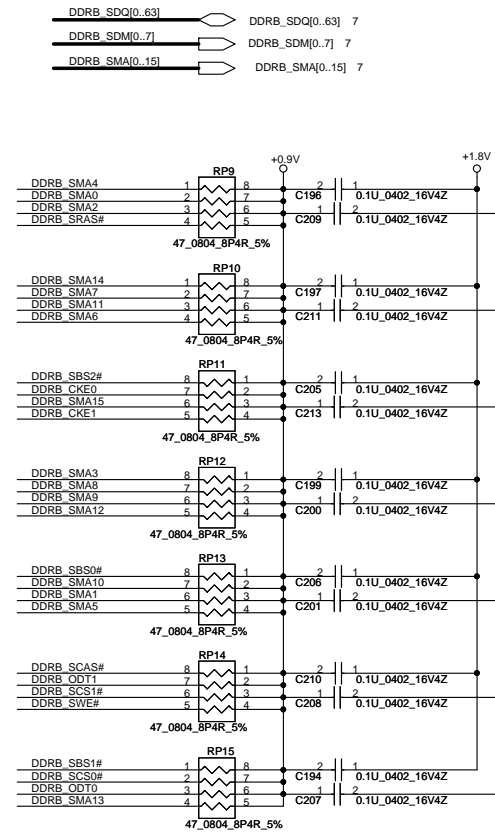 DDRB_SDQ[0..63] DDRB_SDQ[0..63] 7
DDRB_SDM[0..7] DDRB_SDM[0..7] 7
DDRB_SMA[0..15] DDRB_SMA[0..15] 7
+0.9V +1.8V
RP9
DDRB_SMA4 1 8 2 1
DDRB_SMA0 2 7 C196 0.1U_0402_16V4Z
DDRB_SMA2 3 6 1 2
DDRB_SRAS# 4 5 C209 0.1U_0402_16V4Z
47_0804_8P4R_5%
RP10
DDRB_SMA14 1 8 2 1
DDRB_SMA7 2 7 C197 0.1U_0402_16V4Z
DDRB_SMA11 3 6 1 2
DDRB_SMA6 4 5 C211 0.1U_0402_16V4Z
47_0804_8P4R_5%
RP11
DDRB_SBS2# 8 1 2 1
DDRB_CKE0 7 2 C205 0.1U_0402_16V4Z
DDRB_SMA15 6 3 1 2
DDRB_CKE1 5 4 C213 0.1U_0402_16V4Z
47_0804_8P4R_5%
RP12
DDRB_SMA3 8 1 2 1
DDRB_SMA8 7 2 C199 0.1U_0402_16V4Z
DDRB_SMA9 6 3 1 2
DDRB_SMA12 5 4 C200 0.1U_0402_16V4Z
47_0804_8P4R_5%
RP13
DDRB_SBS0# 8 1 2 1
DDRB_SMA10 7 2 C206 0.1U_0402_16V4Z
DDRB_SMA1 6 3 1 2
DDRB_SMA5 5 4 C201 0.1U_0402_16V4Z
47_0804_8P4R_5%
RP14
DDRB_SCAS# 8 1 2 1
DDRB_ODT1 7 2 C210 0.1U_0402_16V4Z
DDRB_SCS1# 6 3 1 2
DDRB_SWE# 5 4 C208 0.1U_0402_16V4Z
47_0804_8P4R_5%
RP15
DDRB_SBS1# 1 8 2 1
DDRB_SCS0# 2 7 C194 0.1U_0402_16V4Z
DDRB_ODT0 3 6 1 2
DDRB_SMA13 4 5 C207 0.1U_0402_16V4Z
47_0804_8P4R_5%